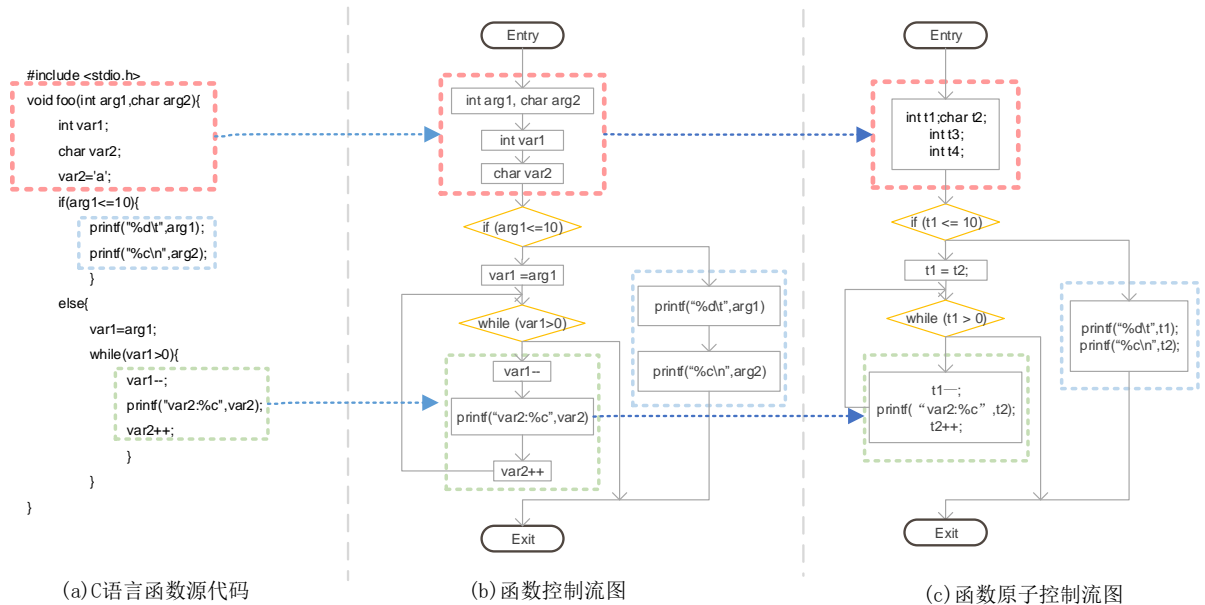 #include <stdio.h>
void foo(int arg1,char arg2){
int var1;
char var2;
var2='a';
if(arg1<=10){
printf("%d\t",arg1);
printf("%c\n",arg2);
}
else{
var1=arg1;
while(var1>0){
var1--;
printf("var2:%c",var2);
var2++;
}
}
}
(a)C语言函数源代码
Entry
int arg1, char arg2
int var1
char var2
if (arg1<=10)
var1 =arg1
while (var1>0)
var1--
printf(“var2:%c”,var2)
var2++
printf(“%d\t”,arg1)
printf(“%c\n”,arg2)
Exit
(b)函数控制流图
Entry
int t1;char t2;
int t3;
int t4;
if (t1 <= 10)
t1 = t2;
while (t1 > 0)
t1—;
printf(“var2:%c”,t2);
t2++;
printf(“%d\t”,t1);
printf(“%c\n”,t2);
Exit
(c)函数原子控制流图